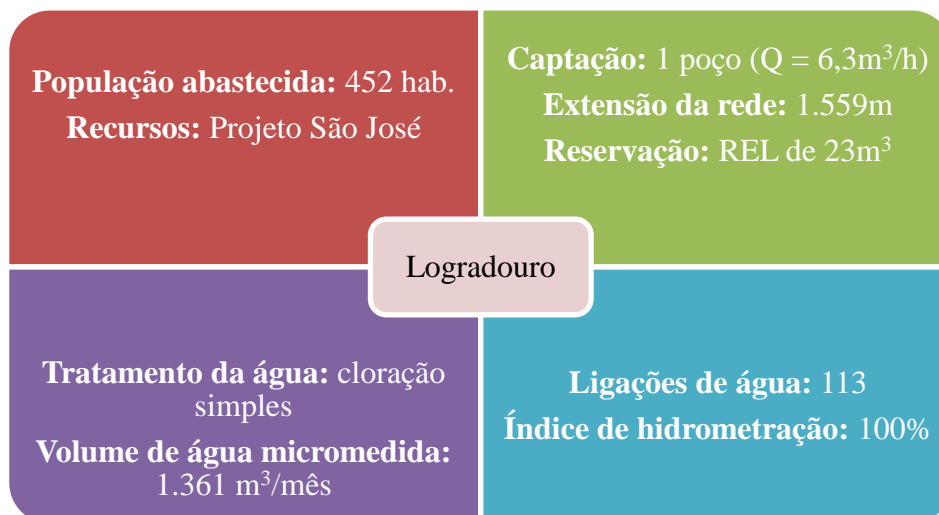 População abastecida: 452 hab.
Recursos: Projeto São José
Captação: 1 poço (Q = 6,3m³/h)
Extensão da rede: 1.559m
Reservação: REL de 23m³
Logradouro
Tratamento da água: cloração
simples
Volume de água micromedida:
1.361 m³/mês
Ligações de água: 113
Índice de hidrometração: 100%